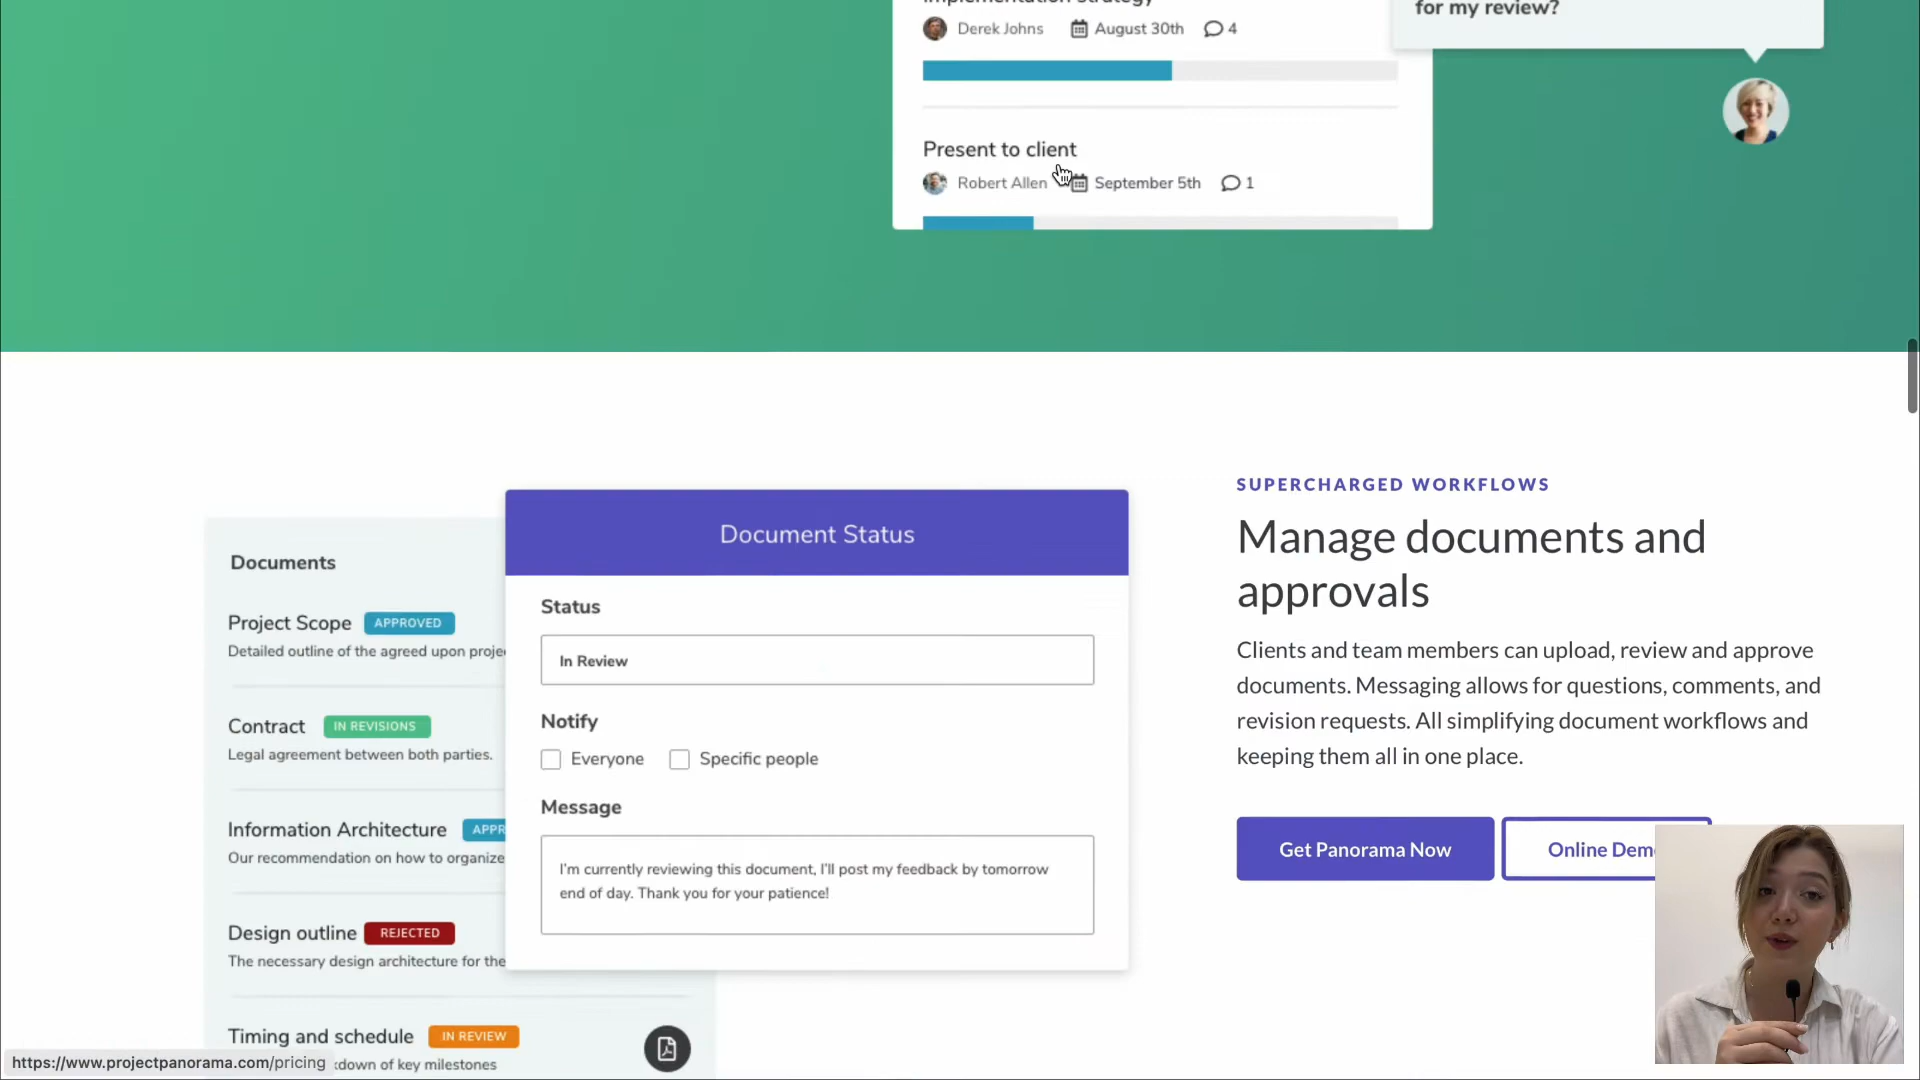 for my review?
Derek Johns August 30th 4
Present to client
Robert Allen September 5th 1
Documents
Project Scope APPROVED
Detailed outline of the agreed upon
Contract IN REVISIONS
Legal agreement between both parties.
Information Architecture
Our recommendation on how to organize
Design outline REJECTED
The necessary design architecture for the
Timing and schedule IN REVIEW
of key milestones
Document Status
Status
In Review
Notify
Everyone Specific people
Message
I'm currently reviewing this document, I'll post my feedback by tomorrow
end of day. Thank you for your patience!
SUPERCHARGED WORKFLOWS
Manage documents and
approvals
Clients and team members can upload, review and approve
documents. Messaging allows for questions, comments, and
revision requests. All simplifying document workflows and
keeping them all in one place.
Get Panorama Now
Online
https://www.projectpanorama.com/pricing